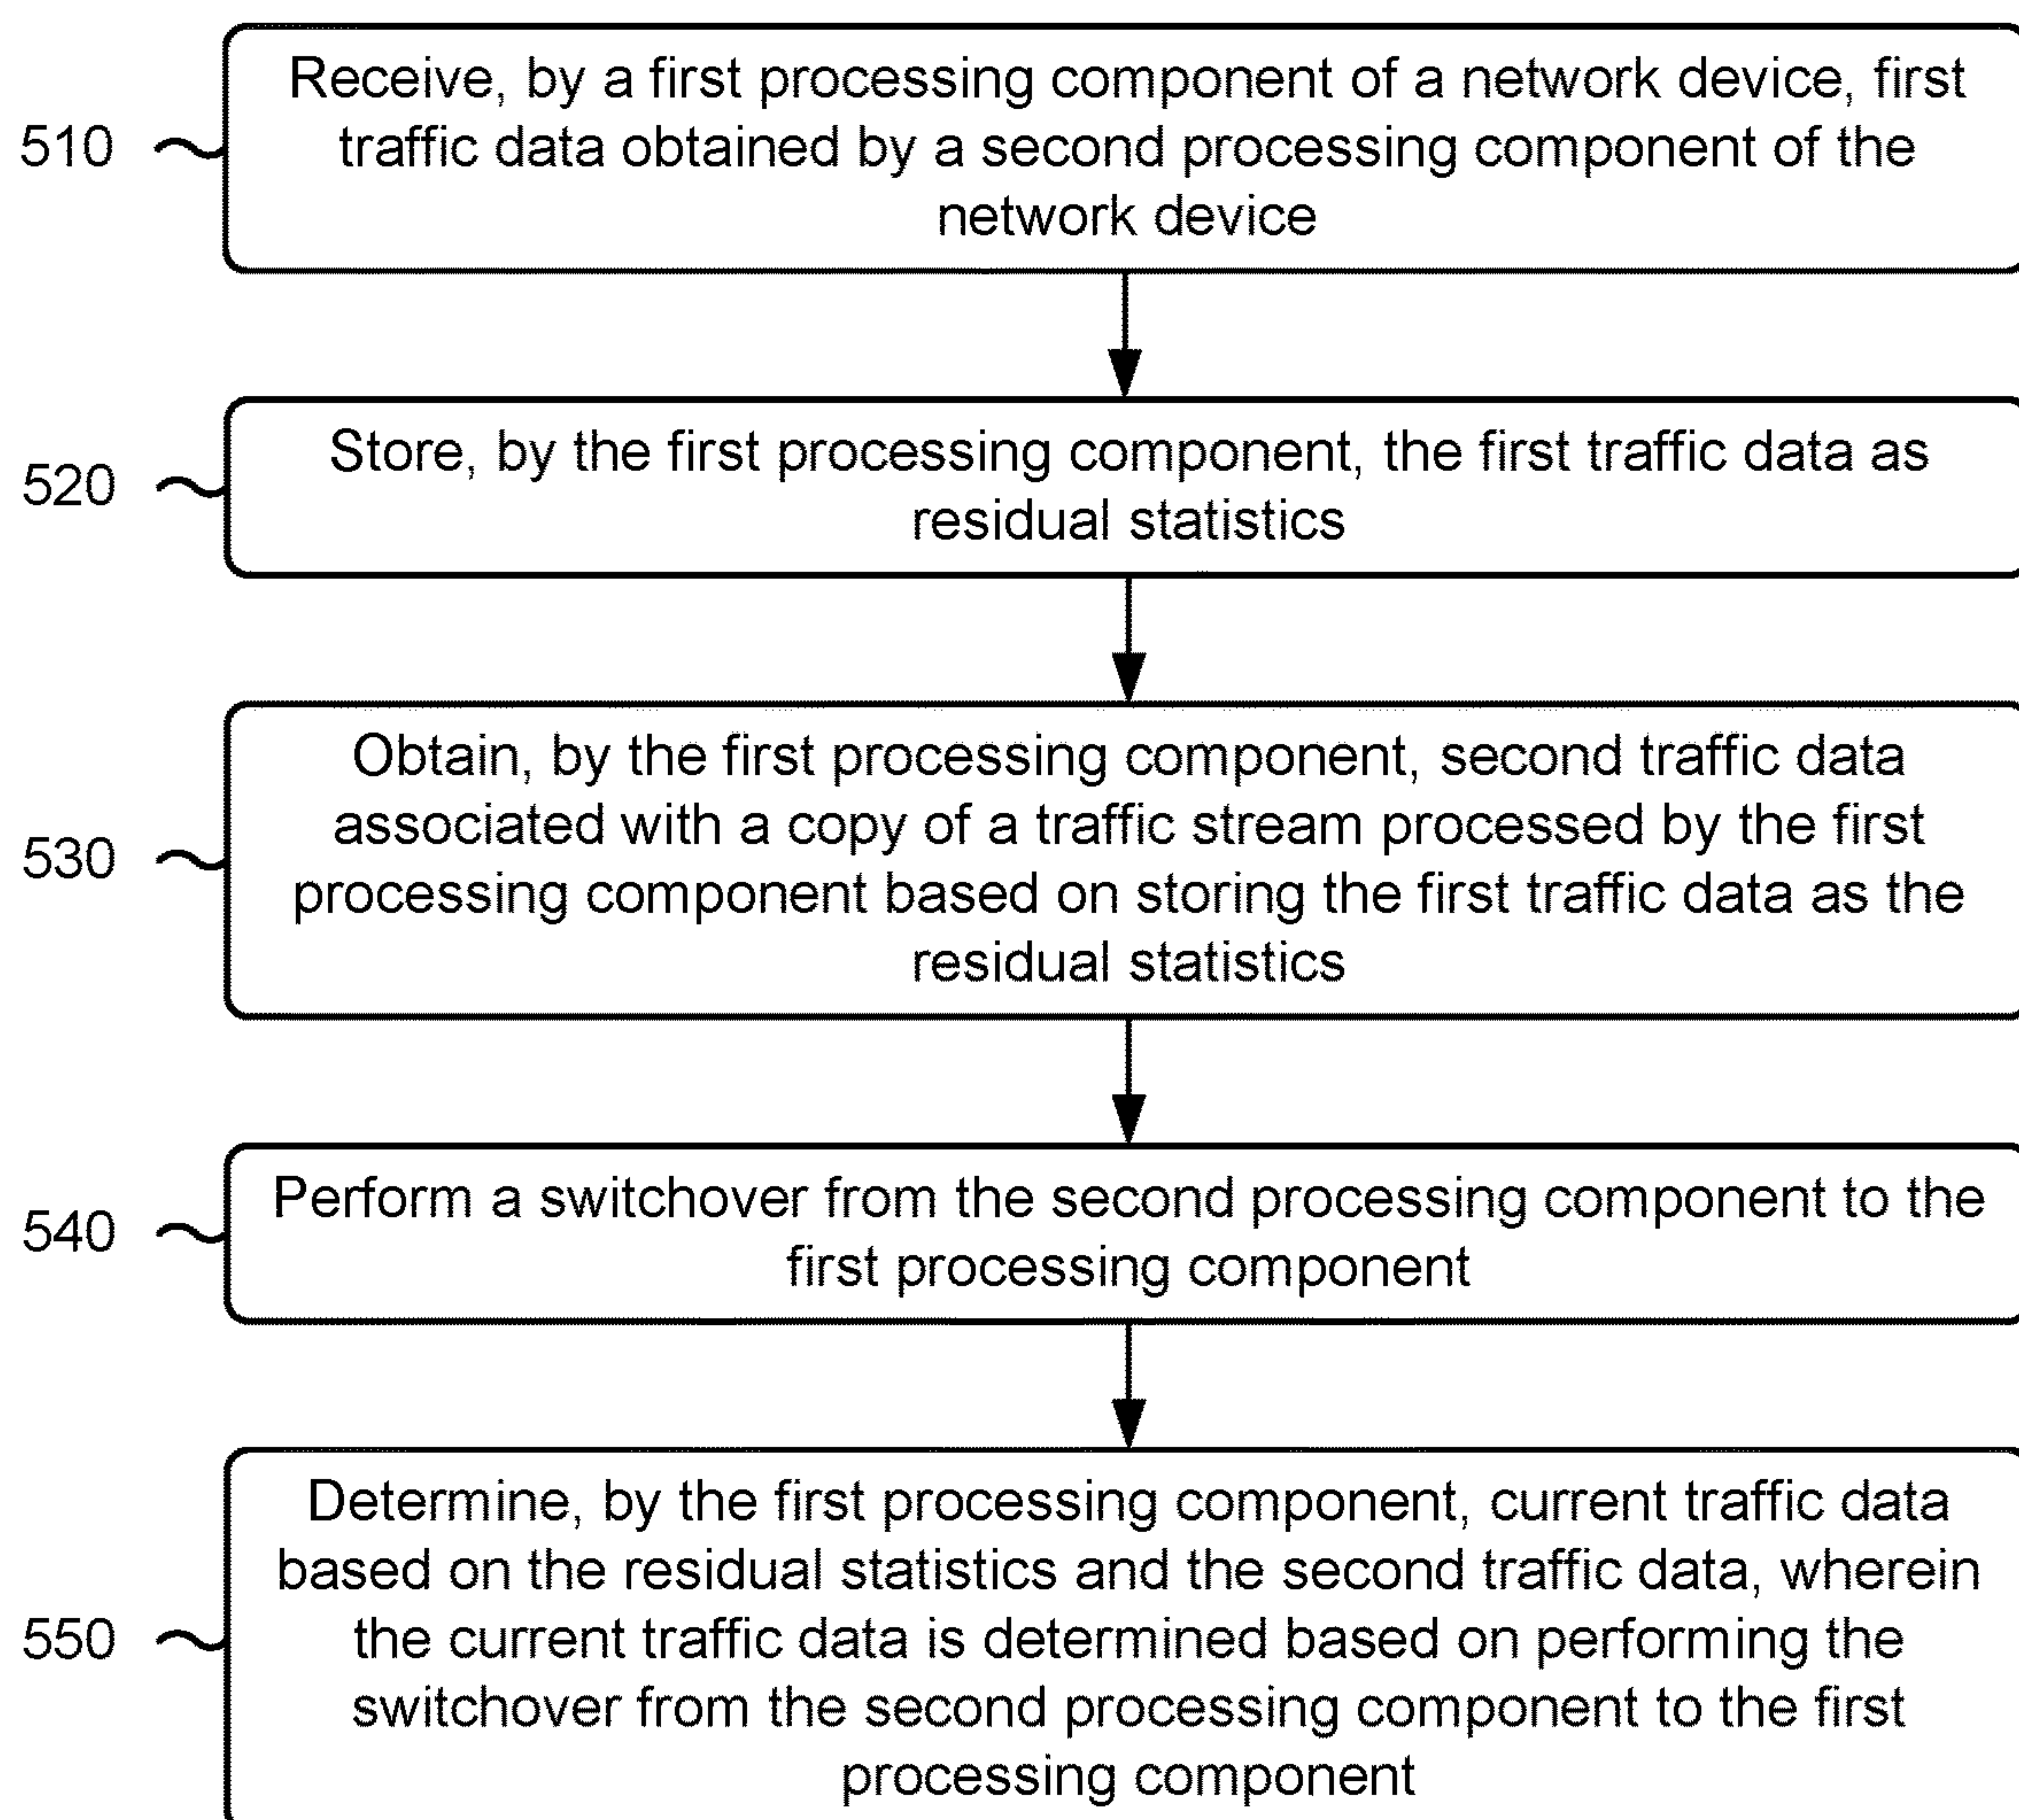 Receive, by a first processing component of a network device, first
510
traffic data obtained by a second processing component of the
network device
Store, by the first processing component, the first traffic data as
520
residual statistics
Obtain, by the first processing component, second traffic data
associated with a copy of a traffic stream processed by the first
530
processing component based on storing the first traffic data as the
residual statistics
Perform a switchover from the second processing component to the
540
first processing component
Determine, by the first processing component, current traffic data
based on the residual statistics and the second traffic data, wherein
550
the current traffic data is determined based on performing the
switchover from the second processing component to the first
processing component